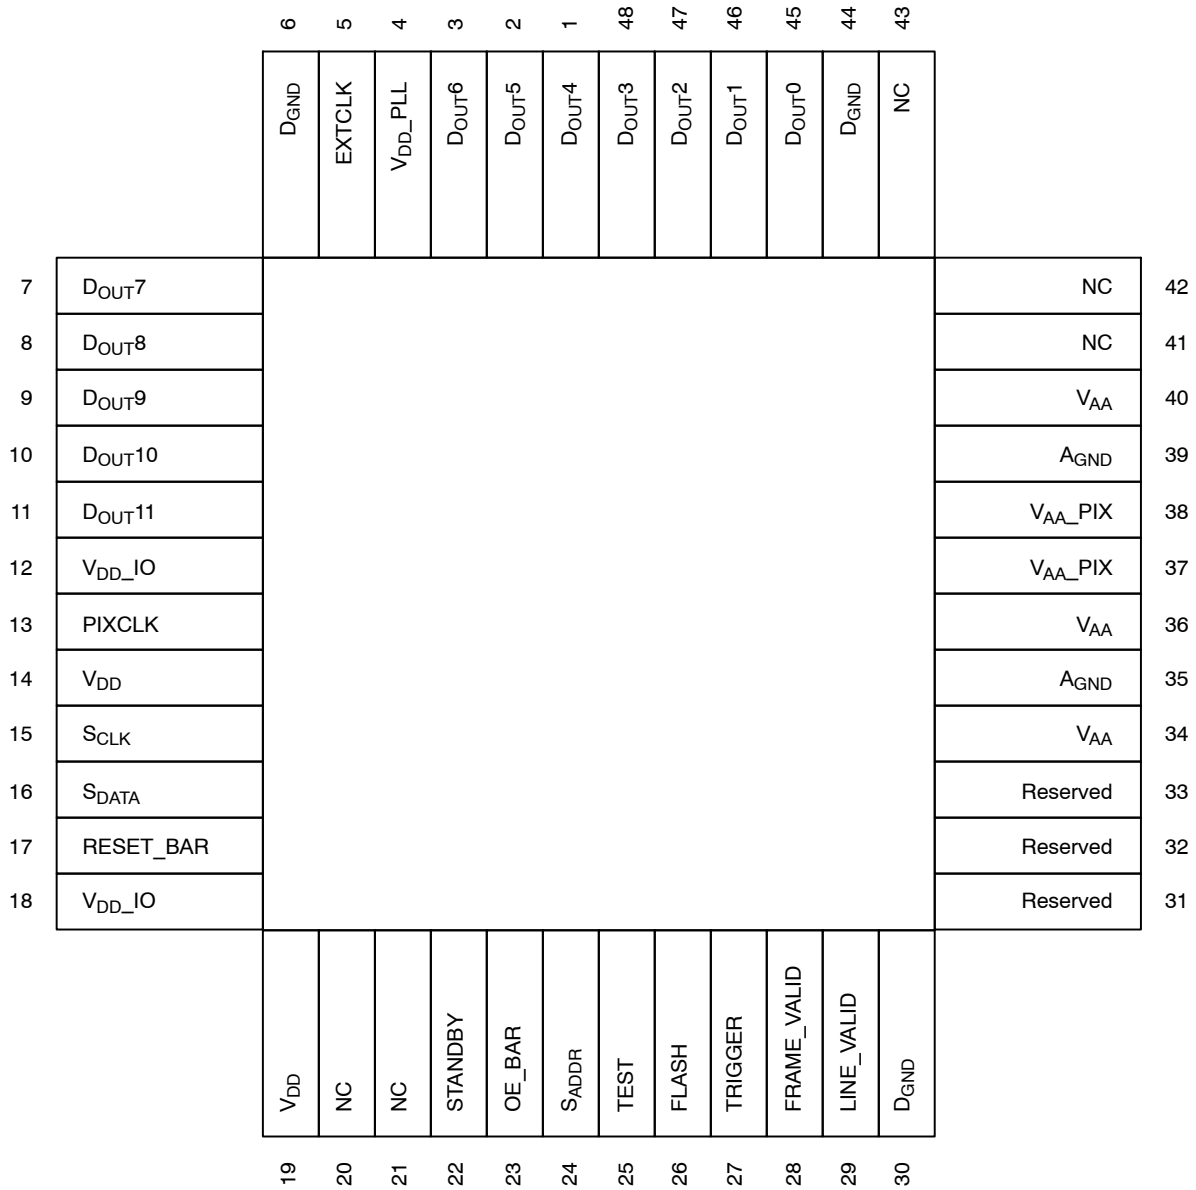 6 5 4 3 2 1 48 47 46 45 44 43
DGND EXTCLK VDD_PLL DOUT6 DOUT5 DOUT4 DOUT3 DOUT2 DOUT1 DOUT0 DGND NC
7 DOUT7 NC 42
8 DOUT8 NC 41
9 DOUT9 VAA 40
10 DOUT10 AGND 39
11 DOUT11 VAA_PIX 38
12 VDD_IO VAA_PIX 37
13 PIXCLK VAA 36
14 VDD AGND 35
15 SCLK VAA 34
16 SDATA Reserved 33
17 RESET_BAR Reserved 32
18 VDD_IO Reserved 31
VDD NC NC STANDBY OE_BAR SADDR TEST FLASH TRIGGER FRAME_VALID LINE_VALID DGND
19 20 21 22 23 24 25 26 27 28 29 30